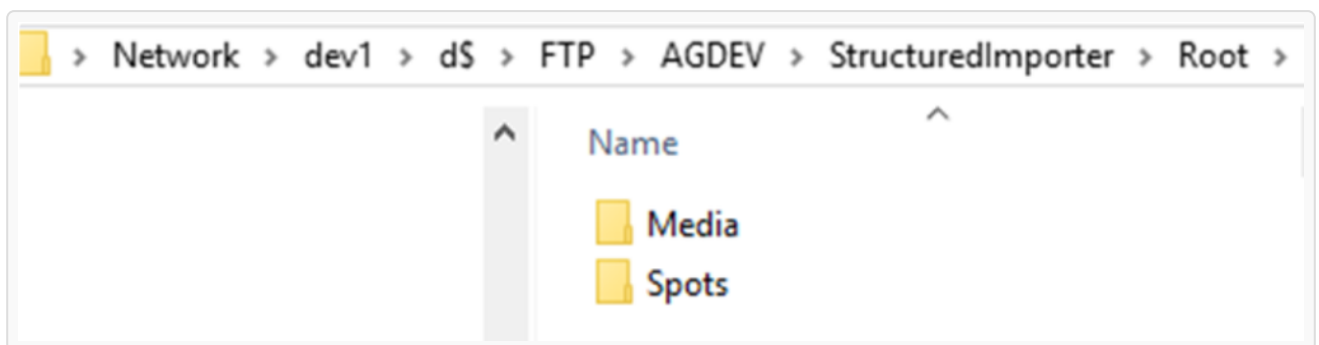 > Network > dev1 > d$ > FTP > AGDEV > StructuredImporter > Root >
Name
Media
Spots